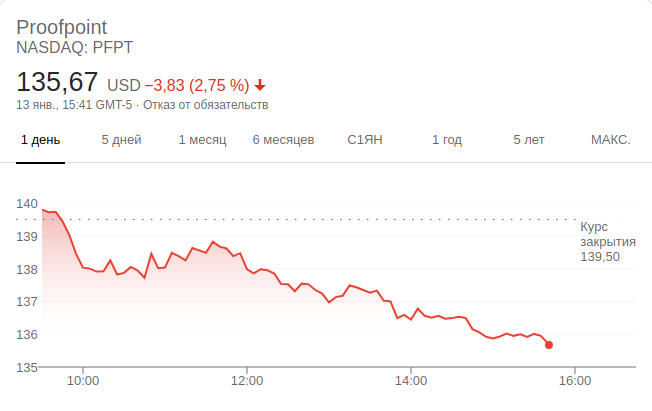 Proofpoint
NASDAQ: PFPT
135,67 USD −3,83 (2,75 %)
13 янв., 15:41 GMT-5 · Отказ от обязательств
1 день 5 дней 1 месяц 6 месяцев С1ЯН 1 год 5 лет МАКС.
140
139
138
137
136
135
Курс
закрытия
139,50
10:00 12:00 14:00 16:00